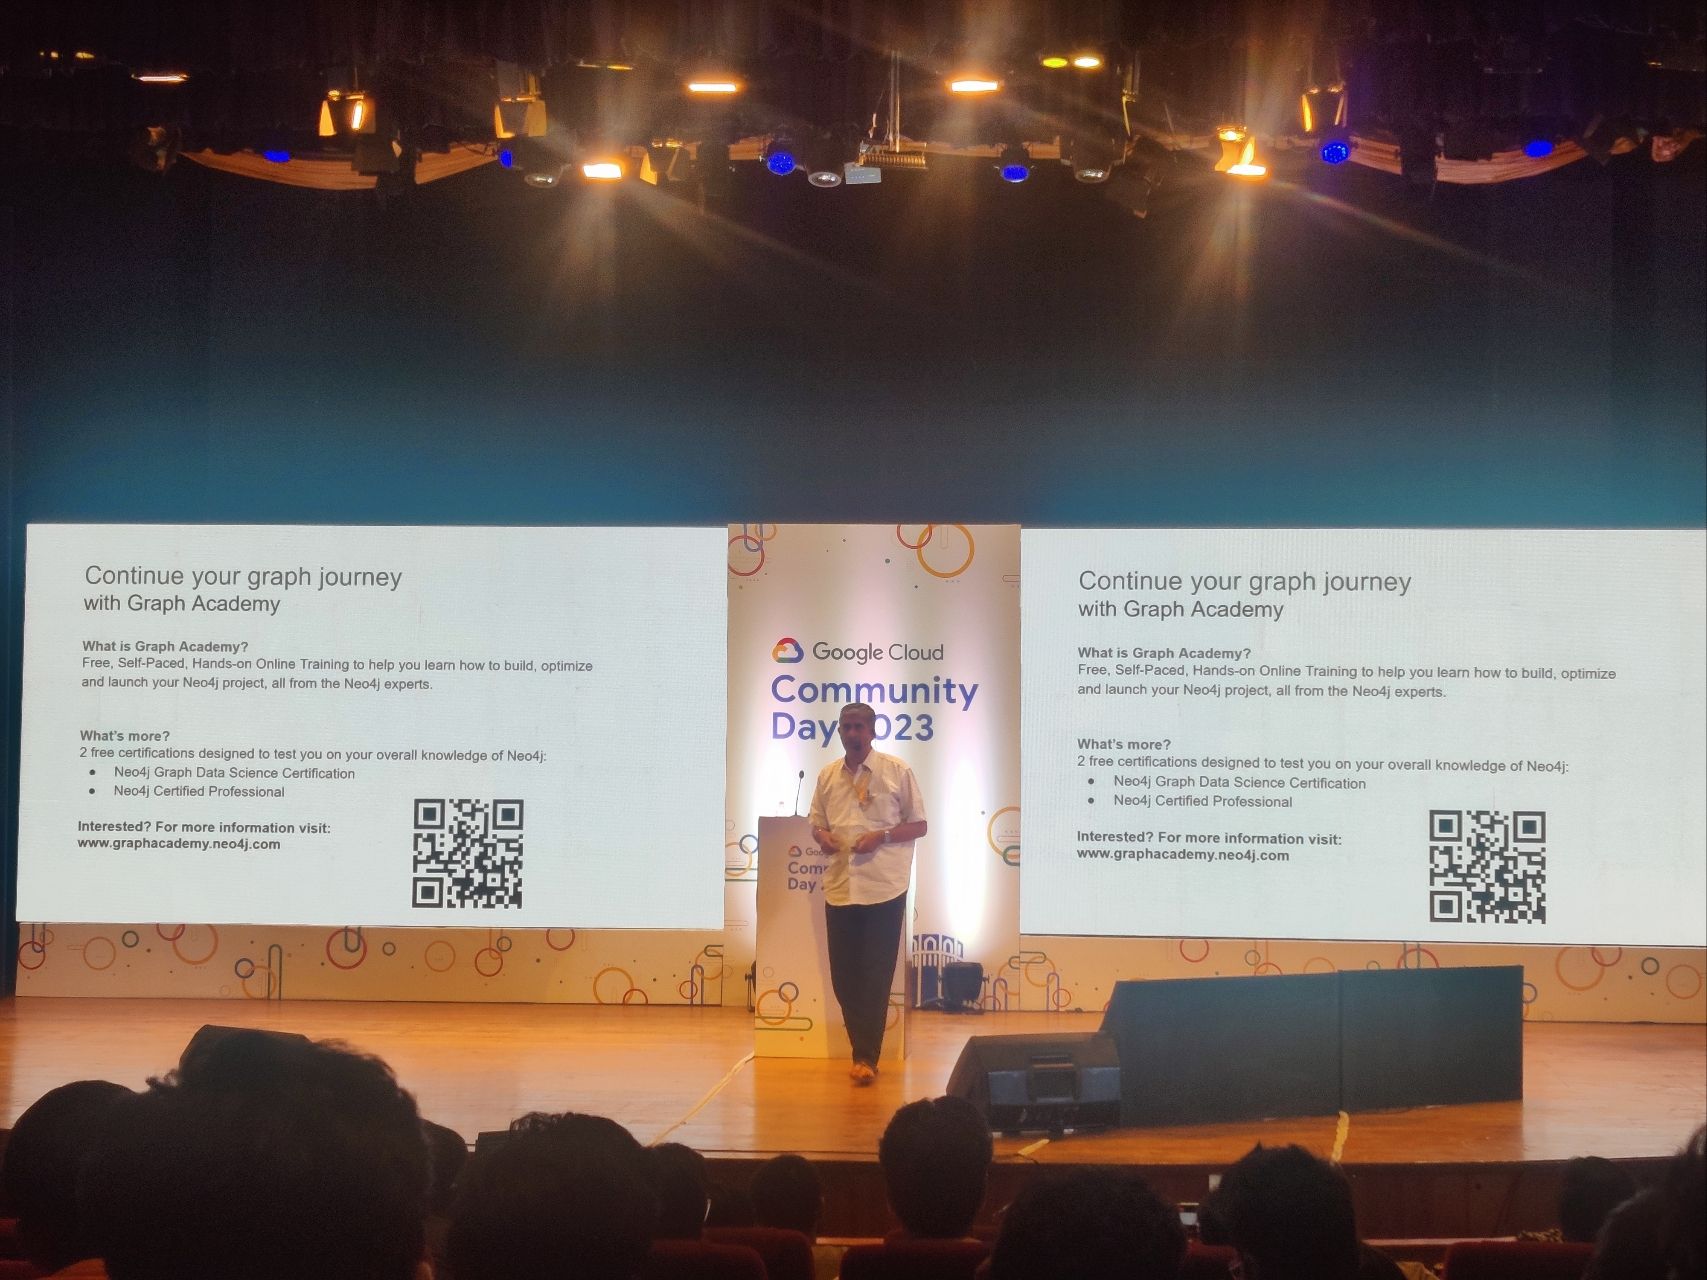 Continue your graph journey
with Graph Academy
What is Graph Academy?
Free, Self-Paced, Hands-on Online Training to help you learn how to build, optimize
and launch your Neo4j project, all from the Neo4j experts.
What's more?
2 free certifications designed to test you on your overall knowledge of Neo4j:
• Neo4j Graph Data Science Certification
• Neo4j Certified Professional
Interested? For more information visit:
www.graphacademy.neo4j.com
Google Cloud
Community
Day 2023
Goo
Com
Day
Continue your graph journey
with Graph Academy
What is Graph Academy?
Free, Self-Paced, Hands-on Online Training to help you learn how to build, optimize
and launch your Neo4j project, all from the Neo4j experts.
What's more?
2 free certifications designed to test you on your overall knowledge of Neo4j:
• Neo4j Graph Data Science Certification
• Neo4j Certified Professional
Interested? For more information visit:
www.graphacademy.neo4j.com